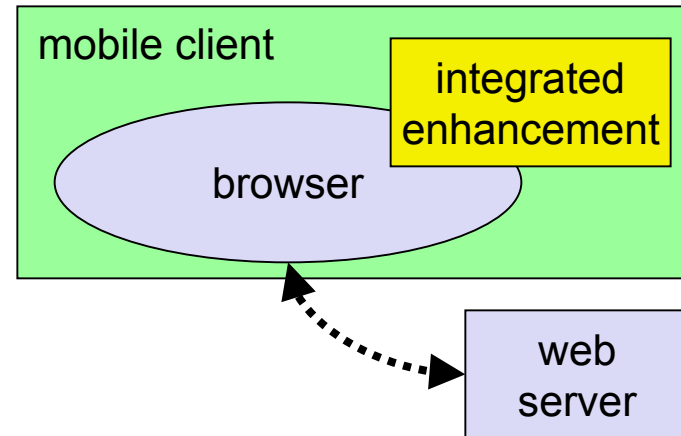 mobile client
integrated
enhancement
browser
web
server